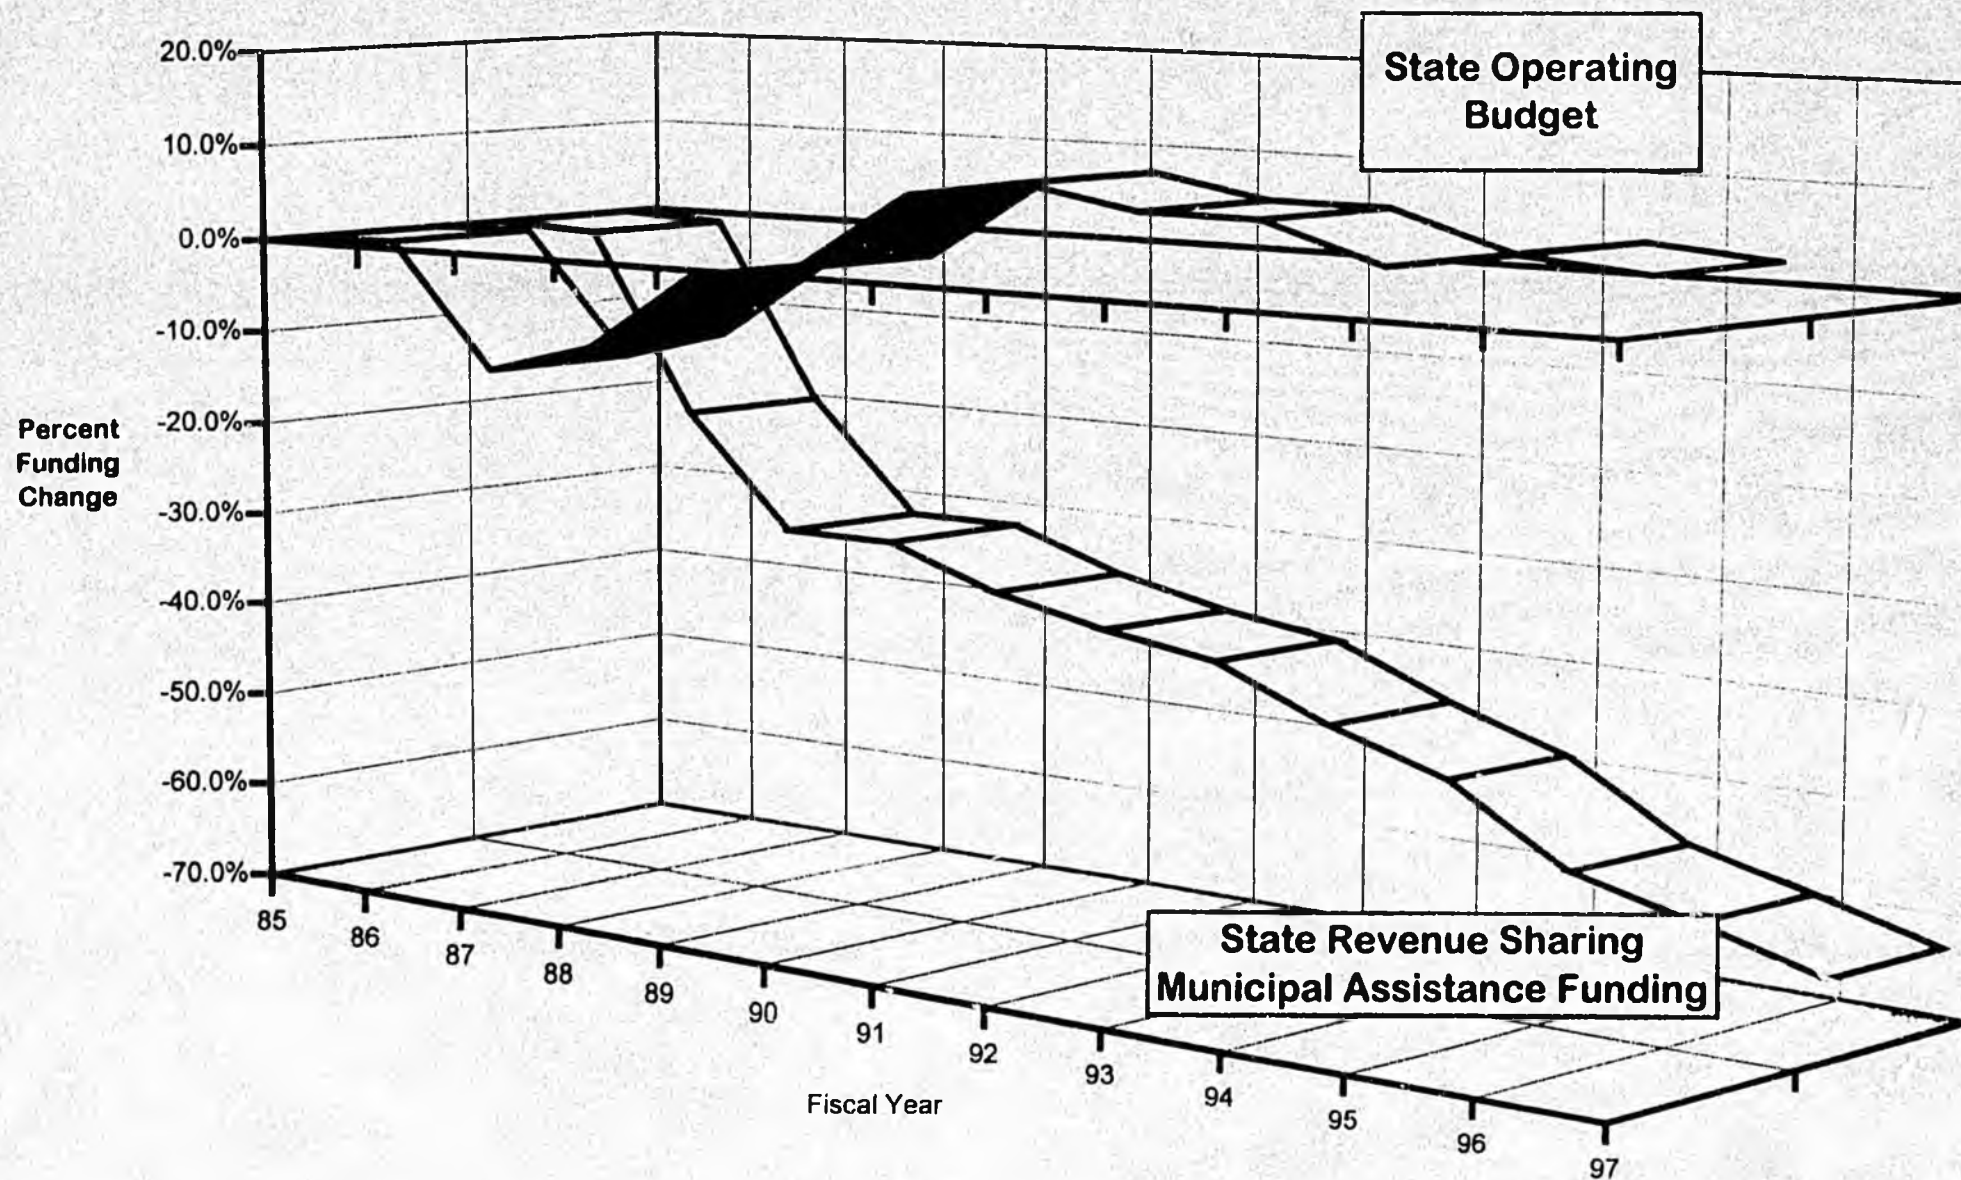 State Operating
Budget
20.0%
10.0%
0.0%
-10.0%
-20.0%
-30.0%
-40.0%
-50.0%
-60.0%
-70.0%
Percent
Funding
Change
85
86
87
88
89
90
91
92
93
94
95
96
97
State Revenue Sharing
Municipal Assistance Funding
Fiscal Year